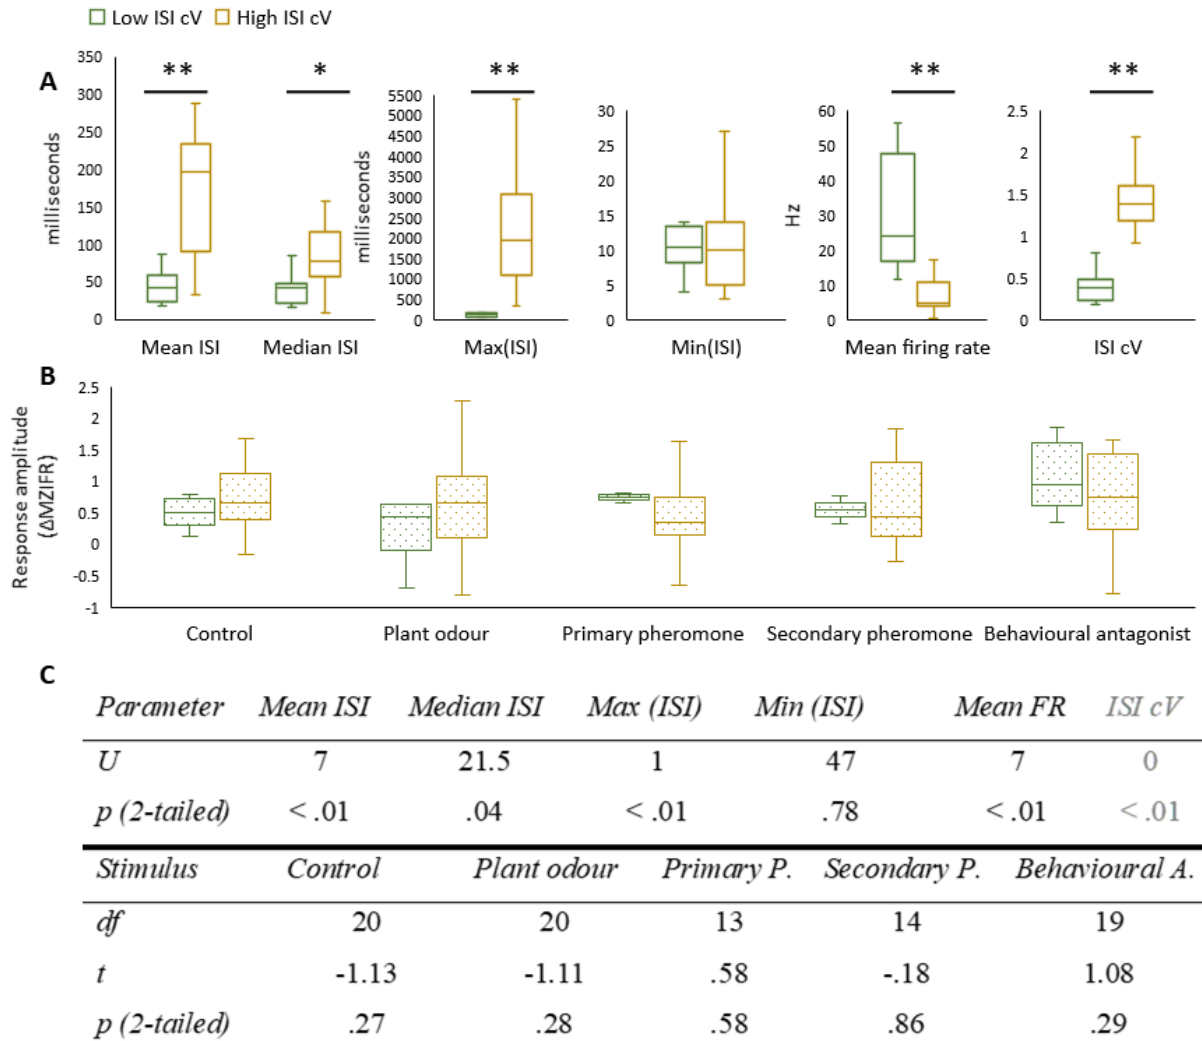 Low ISI cV High ISI cV
A
** * ** ** **
milliseconds
350
300
250
200
150
100
50
0
Mean ISI Median ISI
milliseconds
5500
5000
4500
4000
3500
3000
2500
2000
1500
1000
500
0
Max(ISI)
30
25
20
15
10
5
0
Min(ISI)
Hz
60
50
40
30
20
10
0
Mean firing rate
2.5
2
1.5
1
0.5
0
ISI cV
B
Response amplitude
(ΔMZIFR)
2.5
2
1.5
1
0.5
0
-0.5
-1
Control Plant odour Primary pheromone Secondary pheromone Behavioural antagonist
C
Parameter Mean ISI Median ISI Max (ISI) Min (ISI) Mean FR ISI cV
U 7 21.5 1 47 7 0
p (2-tailed) < .01 .04 < .01 .78 < .01 < .01
Stimulus Control Plant odour Primary P. Secondary P. Behavioural A.
df 20 20 13 14 19
t -1.13 -1.11 .58 -.18 1.08
p (2-tailed) .27 .28 .58 .86 .29